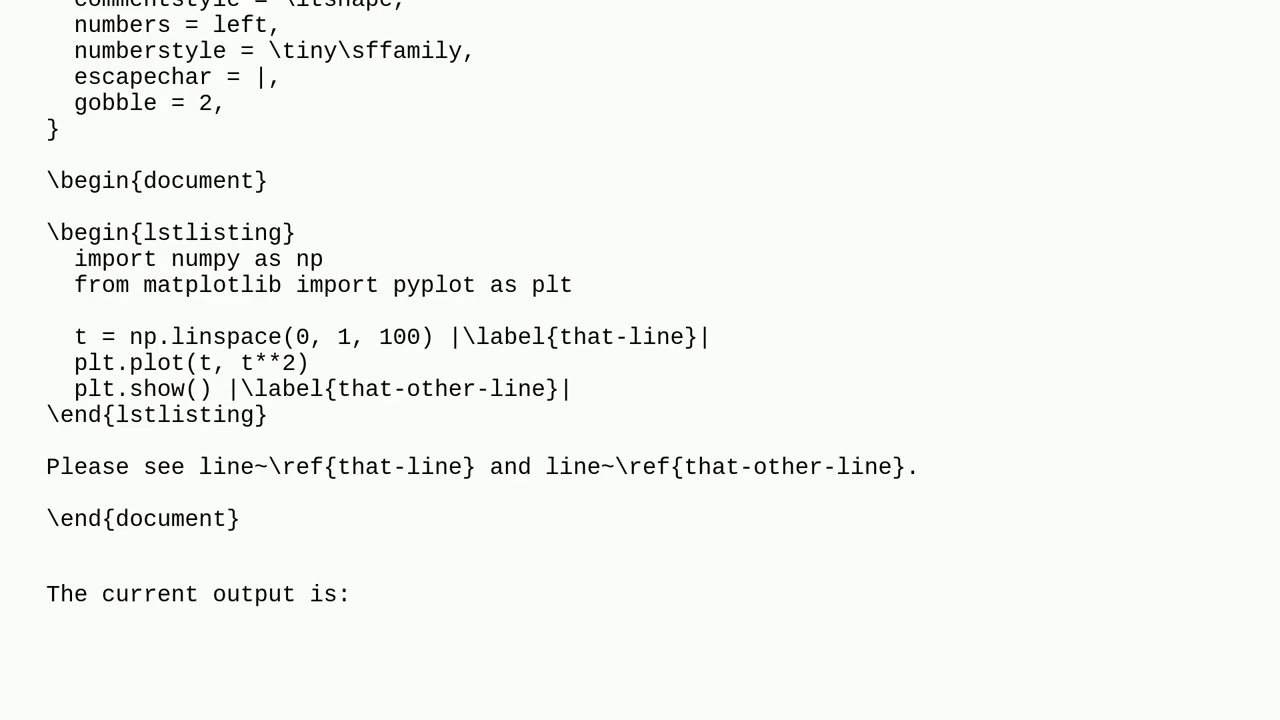 commentstyle = \itshape,
numbers = left,
numberstyle = \tiny\sffamily,
escapechar = |,
gobble = 2,
}
\begin{document}
\begin{lstlisting}
import numpy as np
from matplotlib import pyplot as plt
t = np.linspace(0, 1, 100) |\label{that-line}|
plt.plot(t, t**2)
plt.show() |\label{that-other-line}|
\end{lstlisting}
Please see line~\ref{that-line} and line~\ref{that-other-line}.
\end{document}
The current output is: